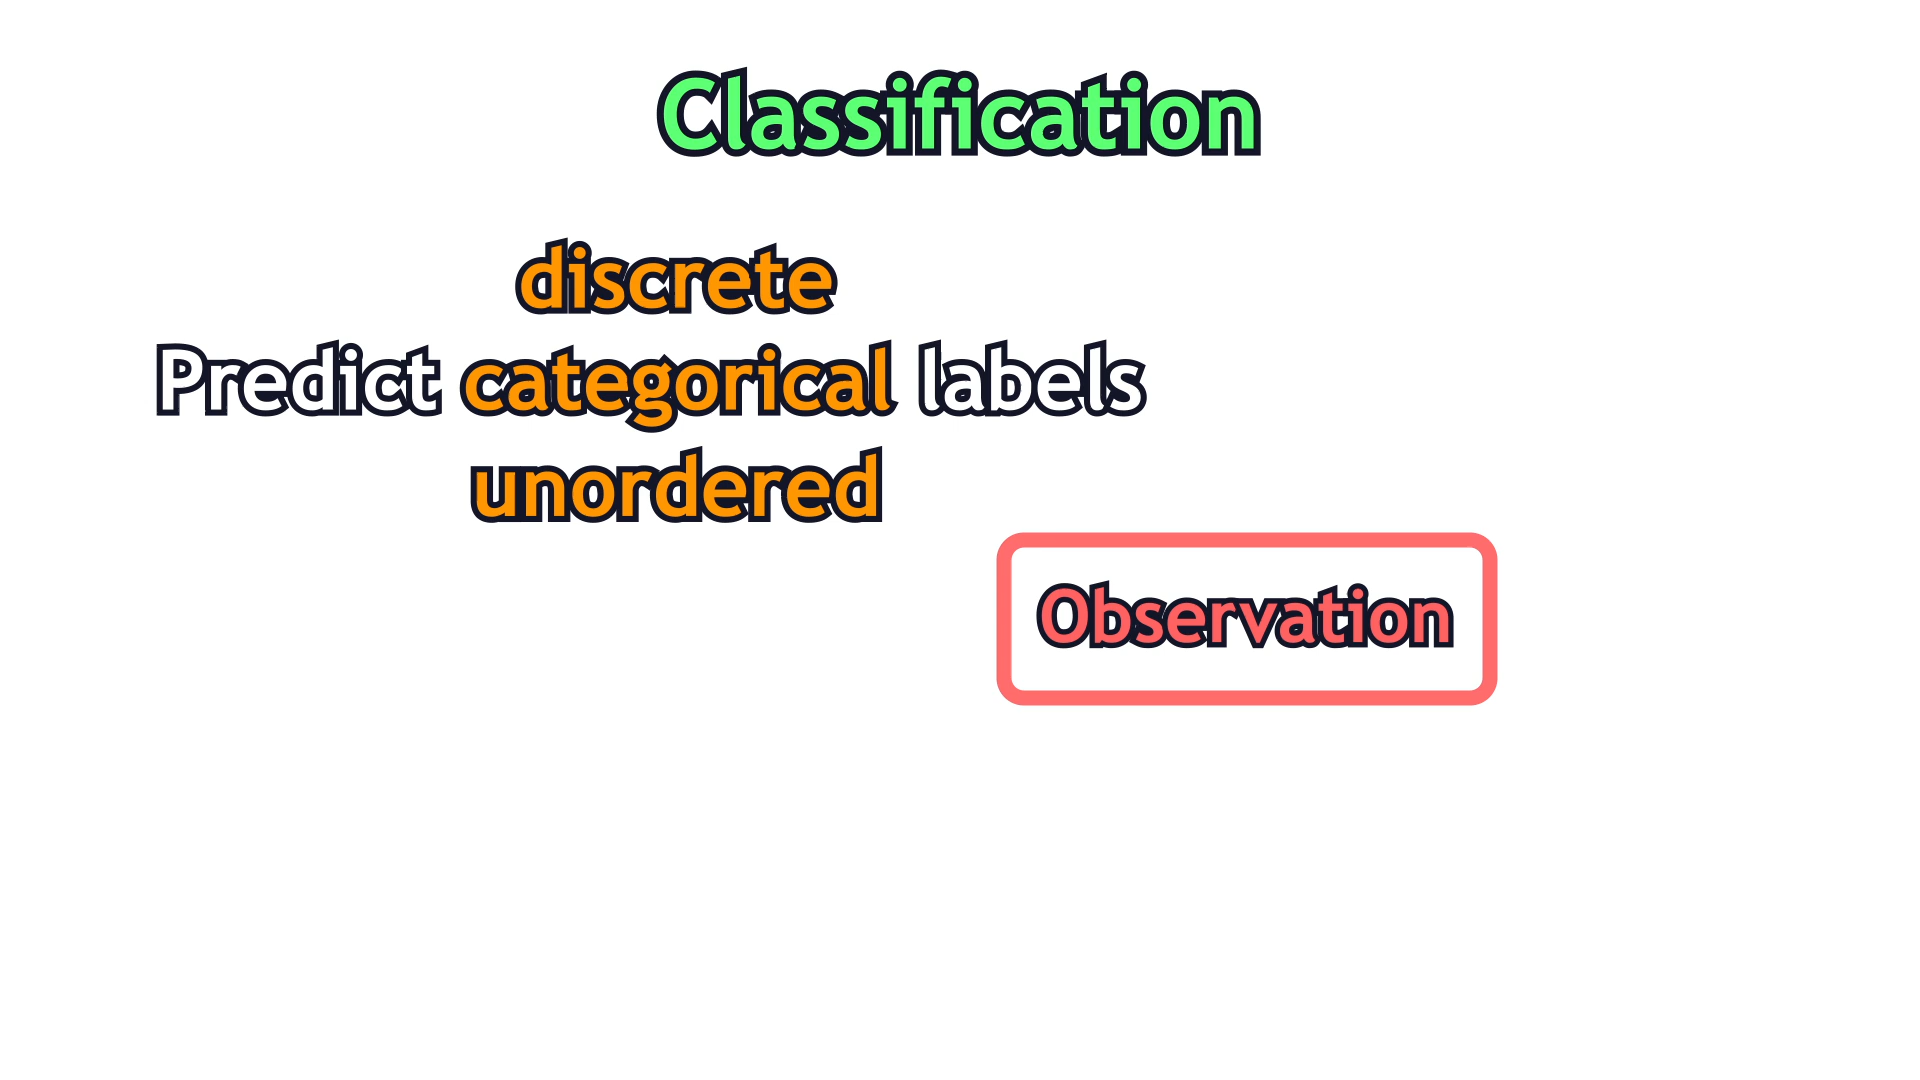 Classification
discrete
Predict categorical labels
unordered
Observation